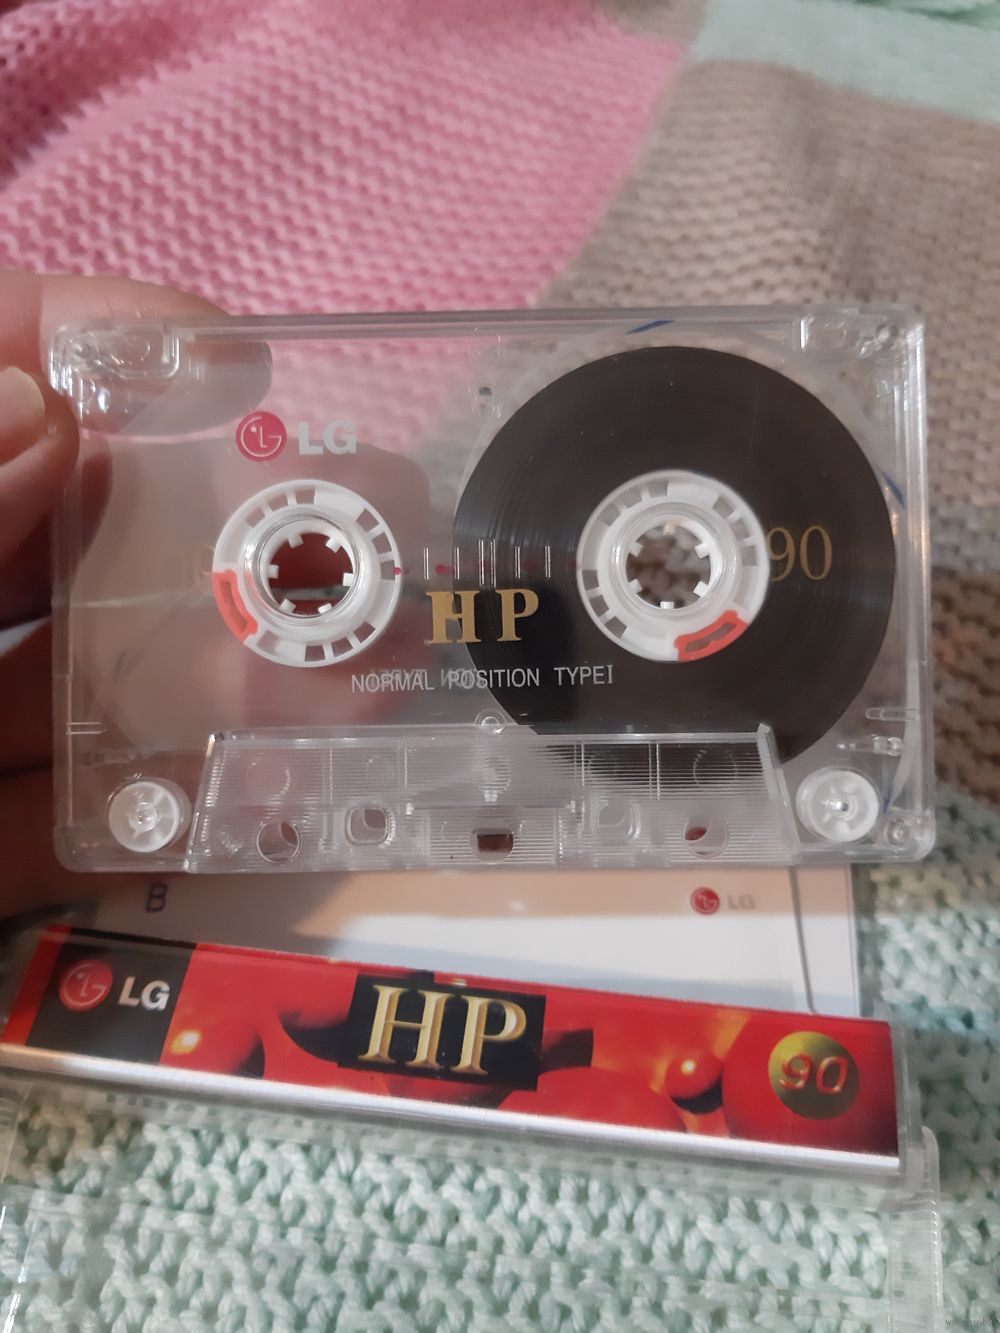 LG
90
HP
NORMAL POSITION TYPEI
B
LG
LG
HP
90